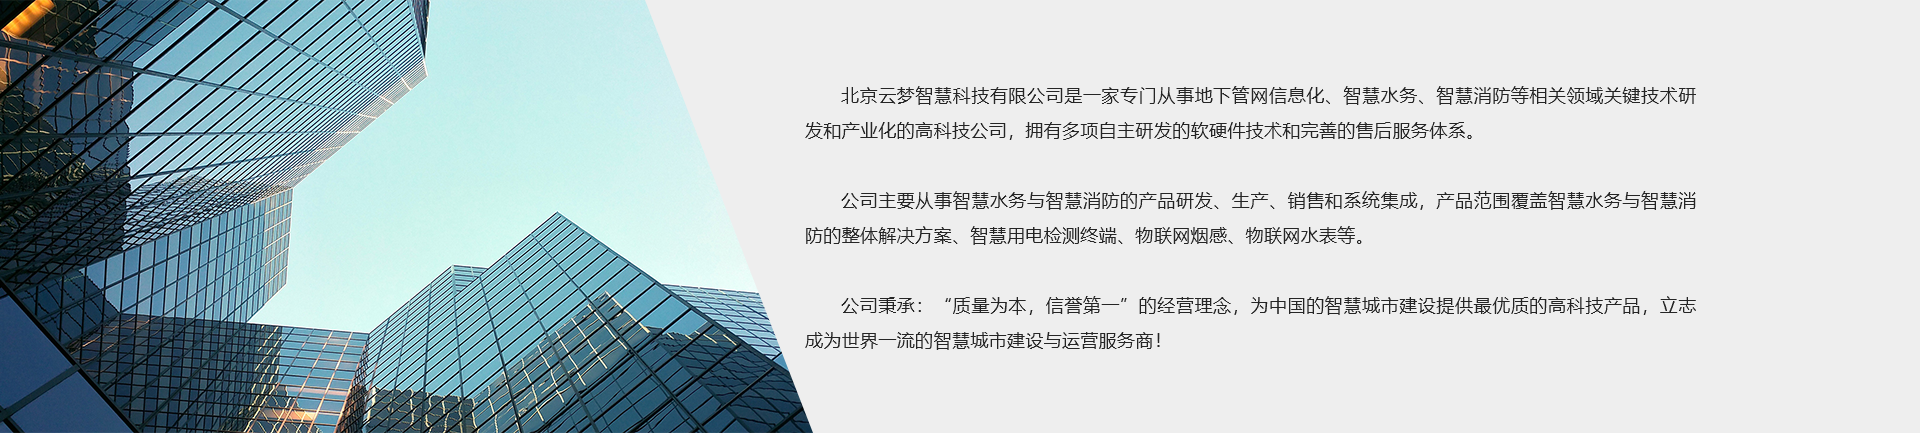 北京云梦智慧科技有限公司是一家专门从事地下管网信息化、智慧水务、智慧消防等相关领域关键技术研
发和产业化的高科技公司，拥有多项自主研发的软硬件技术和完善的售后服务体系。
公司主要从事智慧水务与智慧消防的产品研发、生产、销售和系统集成，产品范围覆盖智慧水务与智慧消
防的整体解决方案、智慧用电检测终端、物联网烟感、物联网水表等。
公司秉承：“质量为本，信誉第一”的经营理念，为中国的智慧城市建设提供最优质的高科技产品，立志
成为世界一流的智慧城市建设与运营服务商！